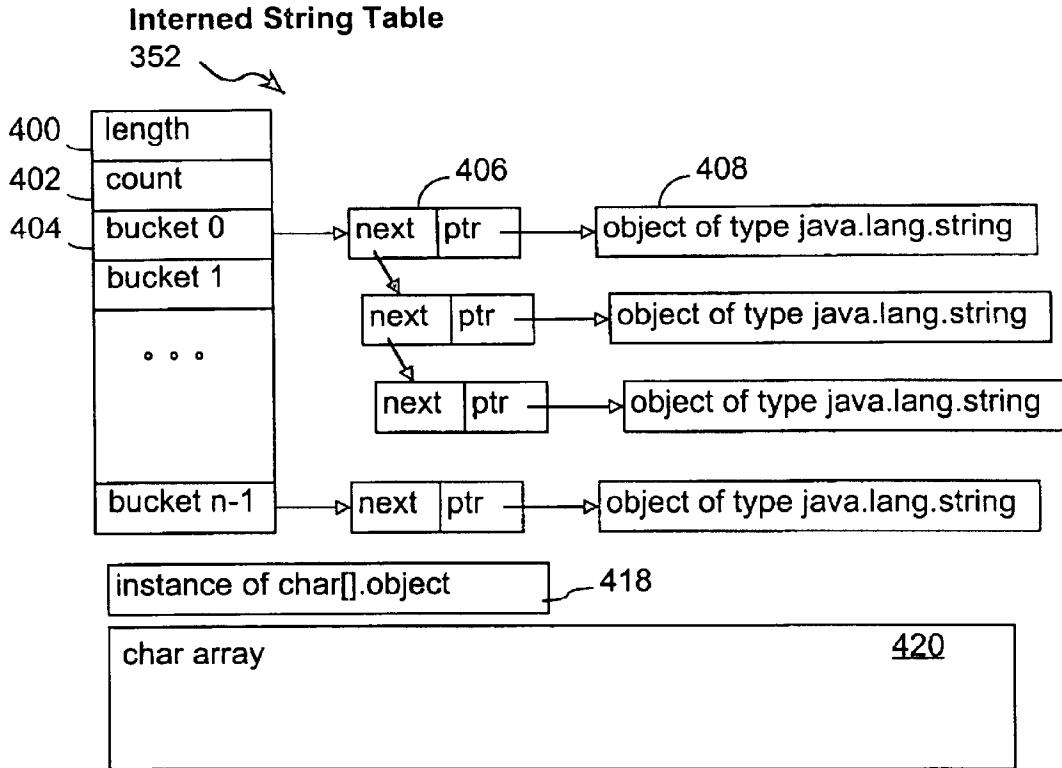 Interned String Table
352
400 length
402 count
406
408
404 bucket 0 next ptr object of type java.lang.string
bucket 1
next ptr object of type java.lang.string
next ptr object of type java.lang.string
bucket n-1 next ptr object of type java.lang.string
instance of char[].object 418
char array 420